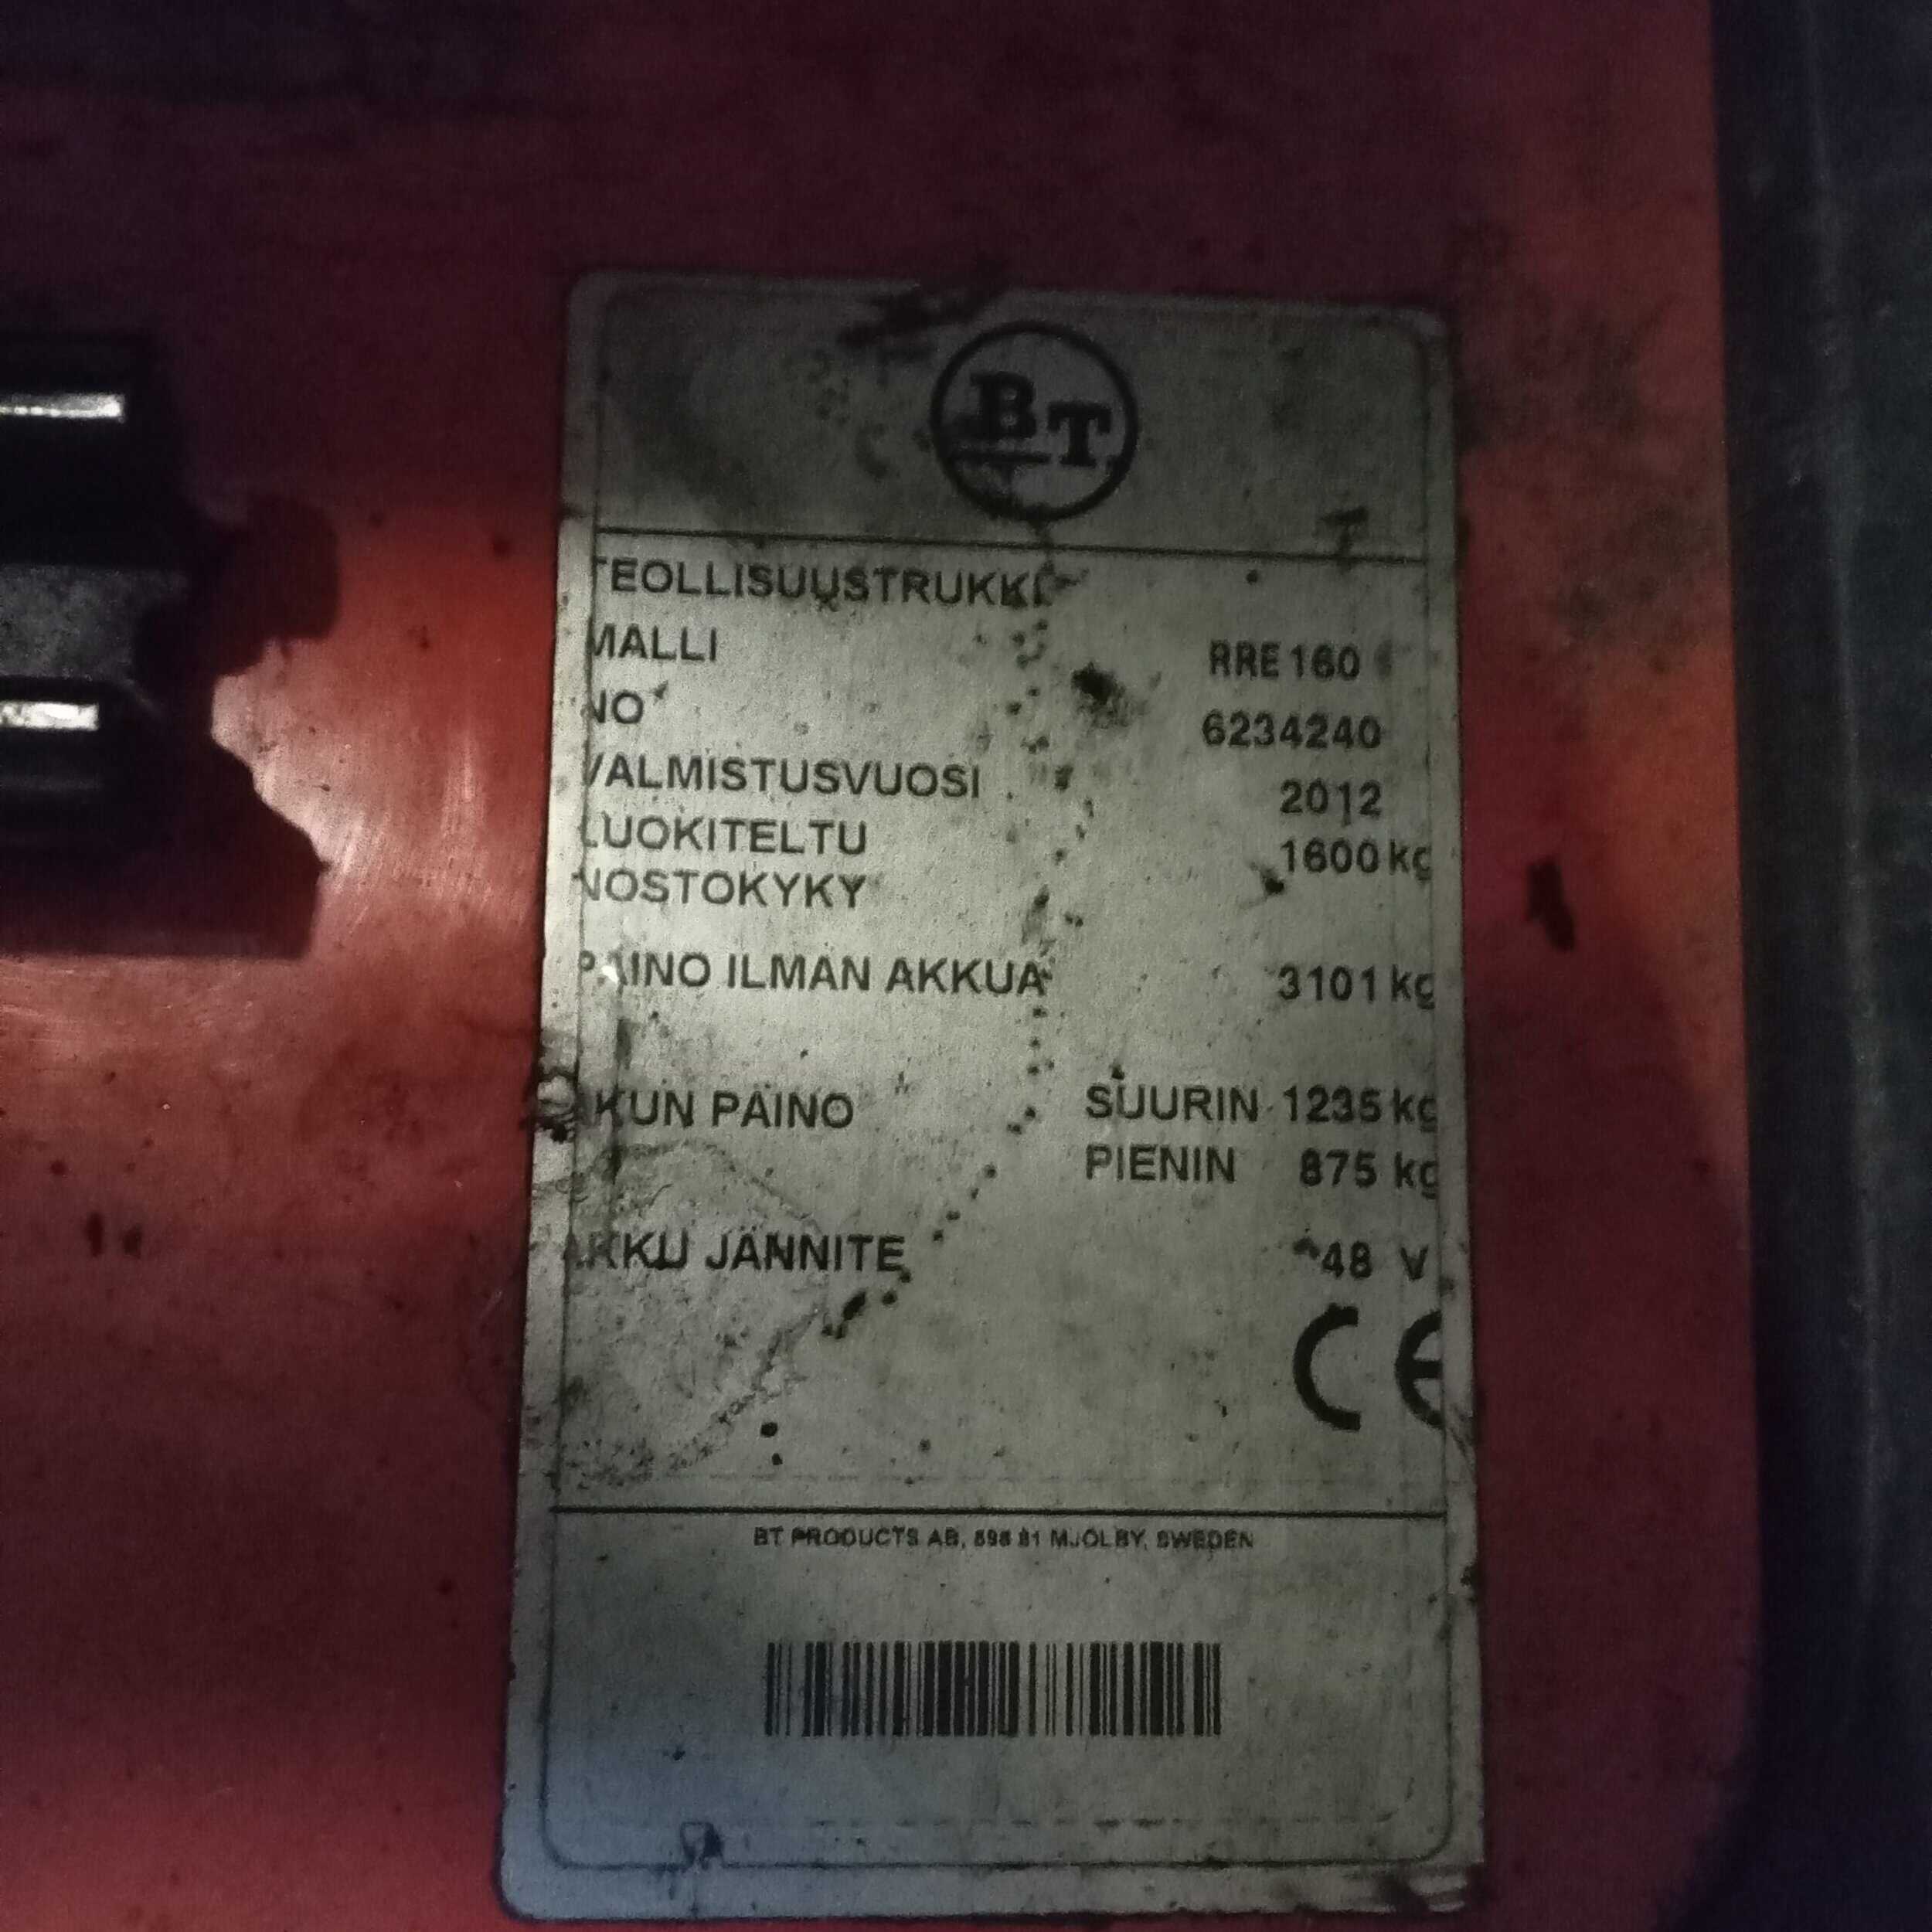 BT
TEOLLISUUSTRUKKI
MALLI RRE160
NO 6234240
VALMISTUSVUOSI 2012
LUOKITELTU 1600 kg
NOSTOKYKY
PAINO ILMAN AKKUA 3101 kg
AKUN PAINO SUURIN 1235 kg
PIENIN 875 kg
AKKU JÄNNITE 48 V
CE
BT PRODUCTS AB, 595 81 MJÖLBY, SWEDEN